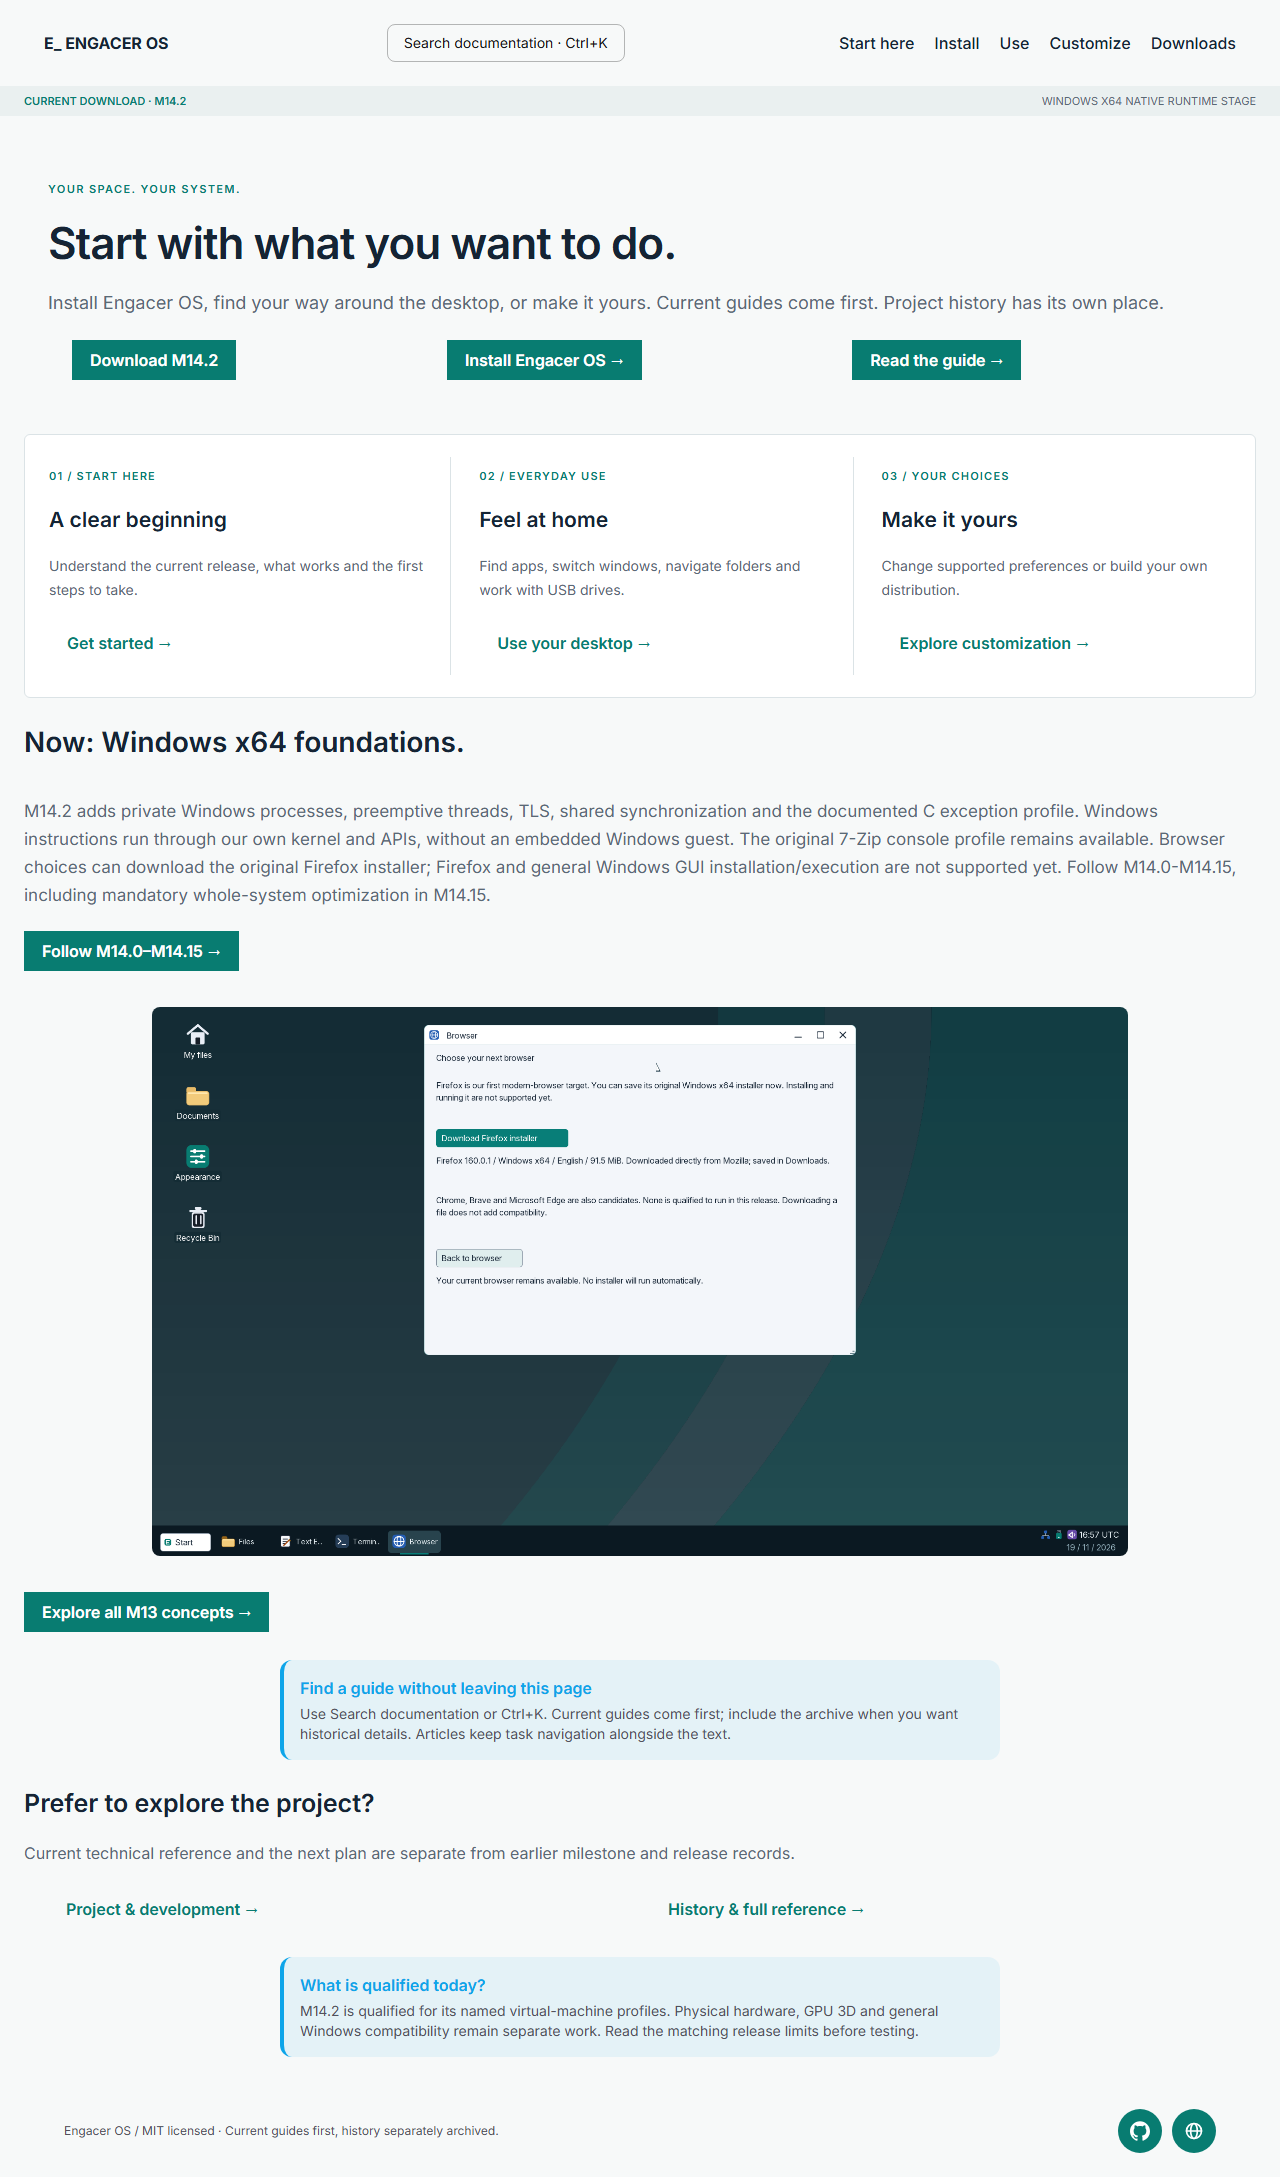 E_ ENGACER OS
Search documentation · Ctrl+K
Start here Install Use Customize Downloads
CURRENT DOWNLOAD · M14.2
WINDOWS X64 NATIVE RUNTIME STAGE
YOUR SPACE. YOUR SYSTEM.
Start with what you want to do.
Install Engacer OS, find your way around the desktop, or make it yours. Current guides come first. Project history has its own place.
Download M14.2
Install Engacer OS →
Read the guide →
01 / START HERE
A clear beginning
Understand the current release, what works and the first
steps to take.
Get started →
02 / EVERYDAY USE
Feel at home
Find apps, switch windows, navigate folders and
work with USB drives.
Use your desktop →
03 / YOUR CHOICES
Make it yours
Change supported preferences or build your own
distribution.
Explore customization →
Now: Windows x64 foundations.
M14.2 adds private Windows processes, preemptive threads, TLS, shared synchronization and the documented C exception profile. Windows
instructions run through our own kernel and APIs, without an embedded Windows guest. The original 7-Zip console profile remains available. Browser
choices can download the original Firefox installer; Firefox and general Windows GUI installation/execution are not supported yet. Follow M14.0-M14.15,
including mandatory whole-system optimization in M14.15.
Follow M14.0–M14.15 →
My files
Documents
Appearance
Recycle Bin
Browser
Choose your next browser
Firefox is our first modern-browser target. You can save its original Windows x64 installer now. Installing and
running it are not supported yet.
Download Firefox installer
Firefox 160.0.1 / Windows x64 / English / 91.5 MiB. Downloaded directly from Mozilla; saved in Downloads.
Chrome, Brave and Microsoft Edge are also candidates. None is qualified to run in this release. Downloading a
file does not add compatibility.
Back to browser
Your current browser remains available. No installer will run automatically.
Start
Files
Text E..
Termin..
Browser
16:57 UTC
19 / 11 / 2026
Explore all M13 concepts →
Find a guide without leaving this page
Use Search documentation or Ctrl+K. Current guides come first; include the archive when you want
historical details. Articles keep task navigation alongside the text.
Prefer to explore the project?
Current technical reference and the next plan are separate from earlier milestone and release records.
Project & development →
History & full reference →
What is qualified today?
M14.2 is qualified for its named virtual-machine profiles. Physical hardware, GPU 3D and general
Windows compatibility remain separate work. Read the matching release limits before testing.
Engacer OS / MIT licensed · Current guides first, history separately archived.